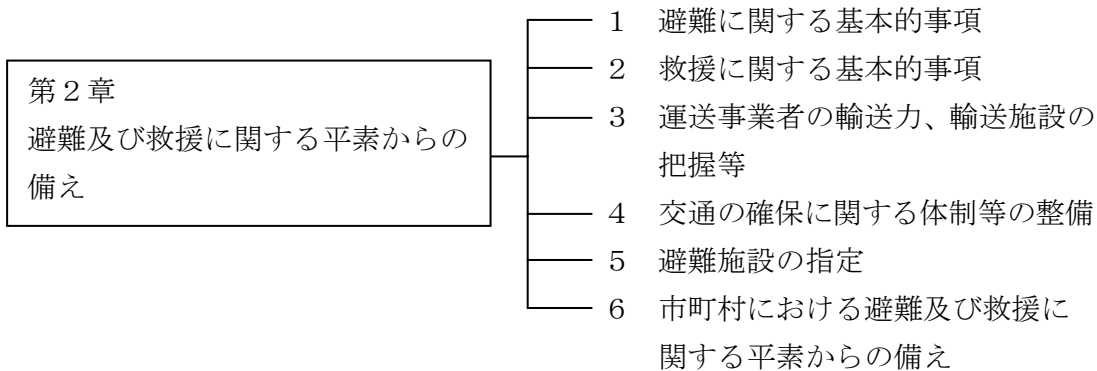 第２章
避難及び救援に関する平素からの
備え
１　避難に関する基本的事項
２　救援に関する基本的事項
３　運送事業者の輸送力、輸送施設の
把握等
４　交通の確保に関する体制等の整備
５　避難施設の指定
６　市町村における避難及び救援に
関する平素からの備え